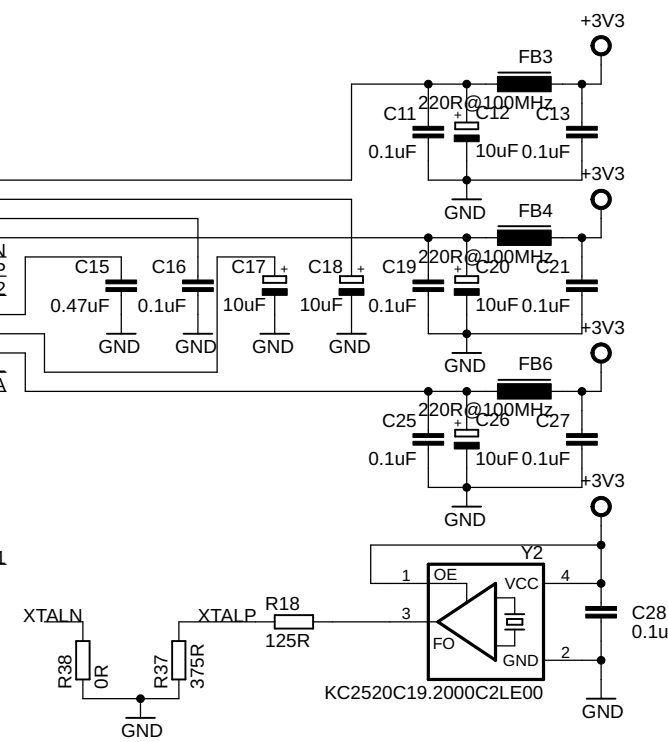 +3V3
FB3
220R@100MHz
C11
C12
C13
0.1uF
10uF
0.1uF
+3V3
GND
FB4
N
P
2
C15
C16
C17
C18
220R@100MHz
C19
C20
C21
0.47uF
0.1uF
10uF
10uF
0.1uF
10uF
0.1uF
+3V3
GND
GND
GND
GND
GND
FB6
A
220R@100MHz
C25
C26
C27
0.1uF
10uF
0.1uF
+3V3
GND
1
Y2
1
OE
VCC
4
XTALN
XTALP
R18
3
C28
125R
FO
0.1u
R38
0R
R37
375R
GND
2
KC2520C19.2000C2LE00
GND
GND